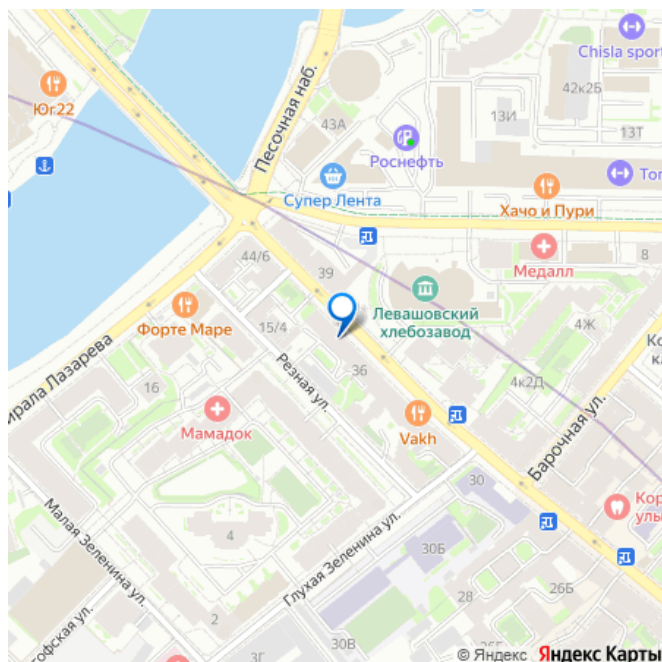 Chisla sport
Юг22
42к2Б
13И
43А
13Т
Песочная наб.
Роснефть
Супер Лента
Хачо и Пури
44/6
39
Медалл
8
Левашовский
хлебозавод
Форте Маре
15/4
4Ж
36
Резная ул.
16
4к2Д
Мамадок
Vakh
Барочная ул.
30
Малая Зеленина ул.
4
30Б
Глухая Зеленина ул.
2
28
26Б
3Г
30В
© Яндекс Яндекс Карты